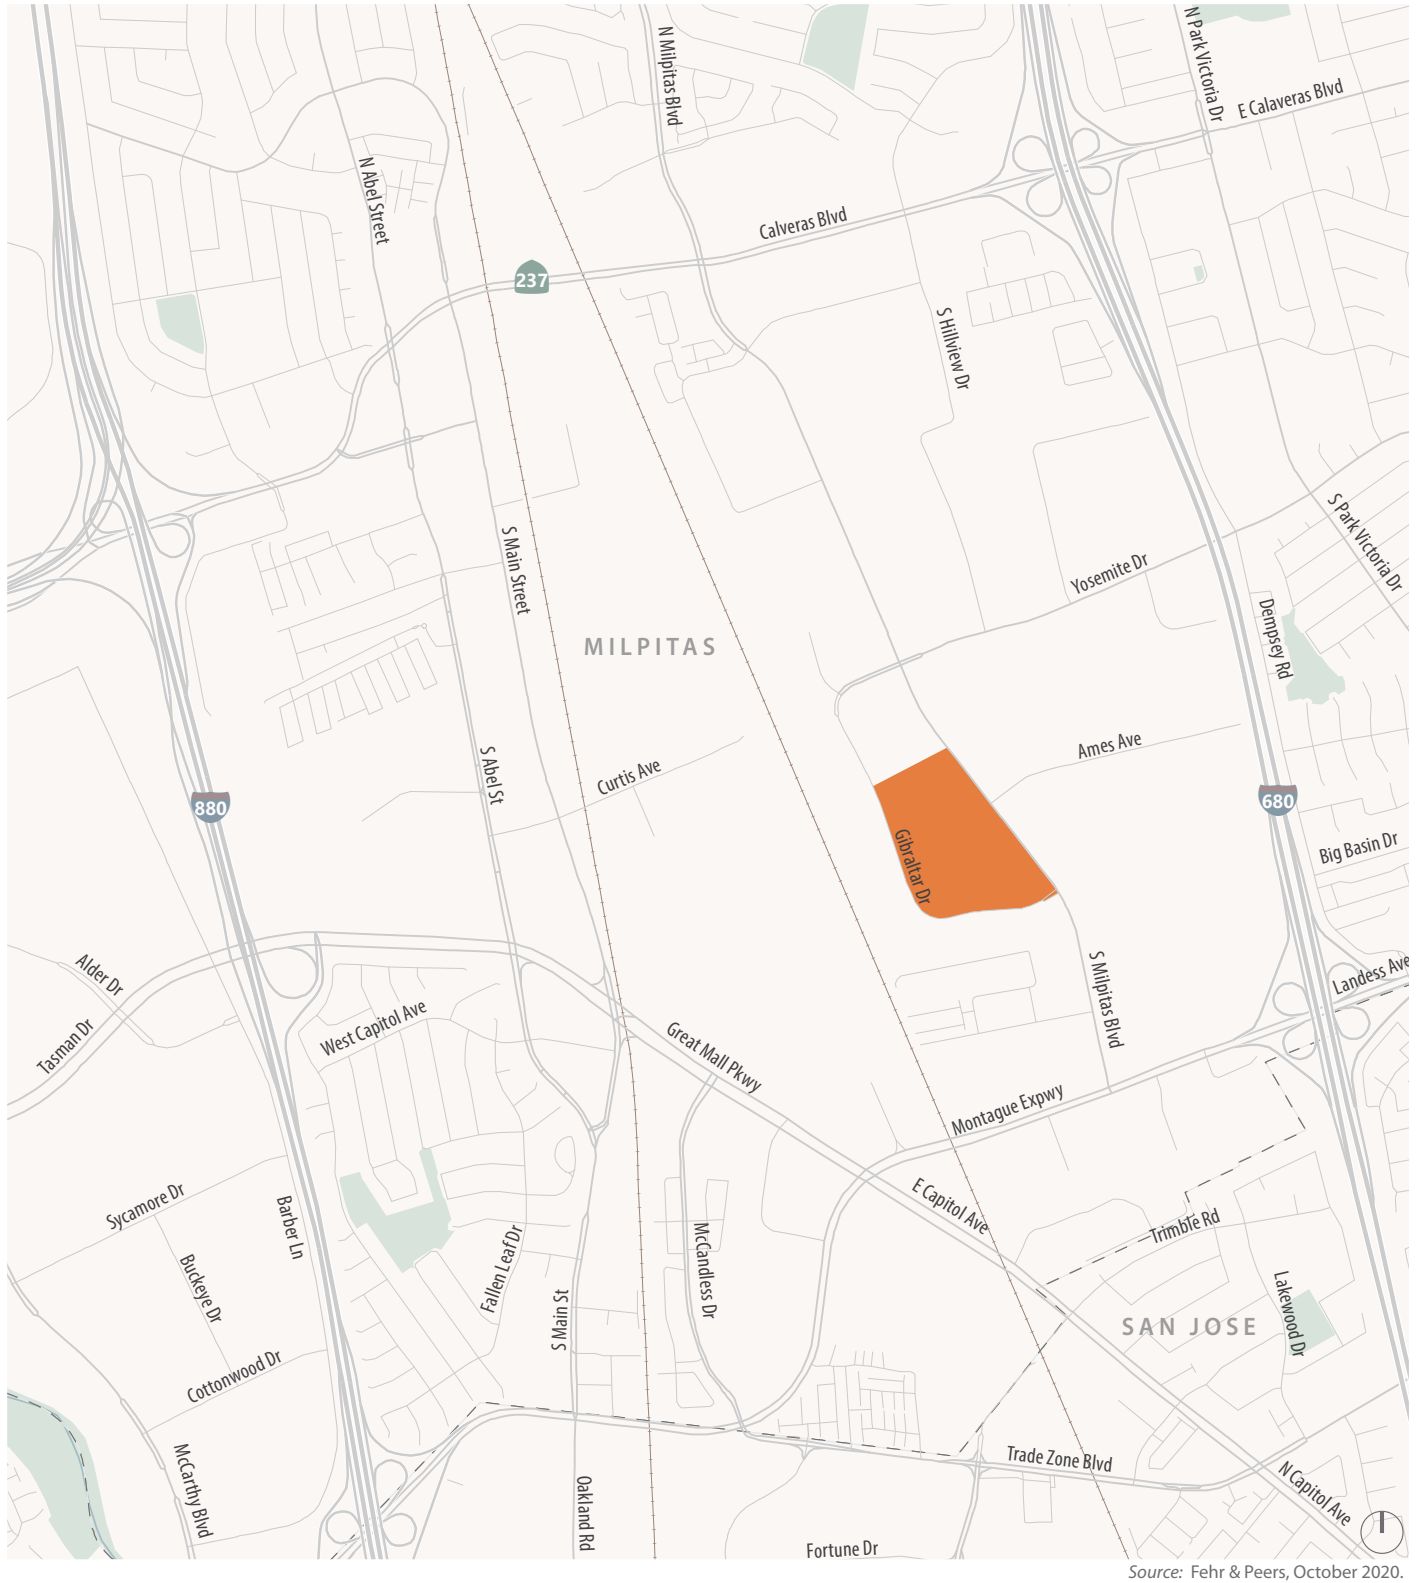 N Milpitas Blvd
N Park Victoria Dr
E Calaveras Blvd
N Abel Street
Calveras Blvd
237
S Hillview Dr
S Park Victoria Dr
S Main Street
Yosemite Dr
Dempsey Rd
MILPITAS
Ames Ave
S Abel St
Curtis Ave
880
680
Gibraltar Dr
Big Basin Dr
Alder Dr
Landess Ave
S Milpitas Blvd
Tasman Dr
West Capitol Ave
Great Mall Pkwy
Montague Expwy
Sycamore Dr
Barber Ln
E Capitol Ave
Trimble Rd
Buckeye Dr
Fallen Leaf Dr
McCandless Dr
S Main St
Lakewood Dr
SAN JOSE
Cottonwood Dr
McCarthy Blvd
Trade Zone Blvd
Oakland Rd
N Capitol Ave
Fortune Dr
Source: Fehr & Peers, October 2020.